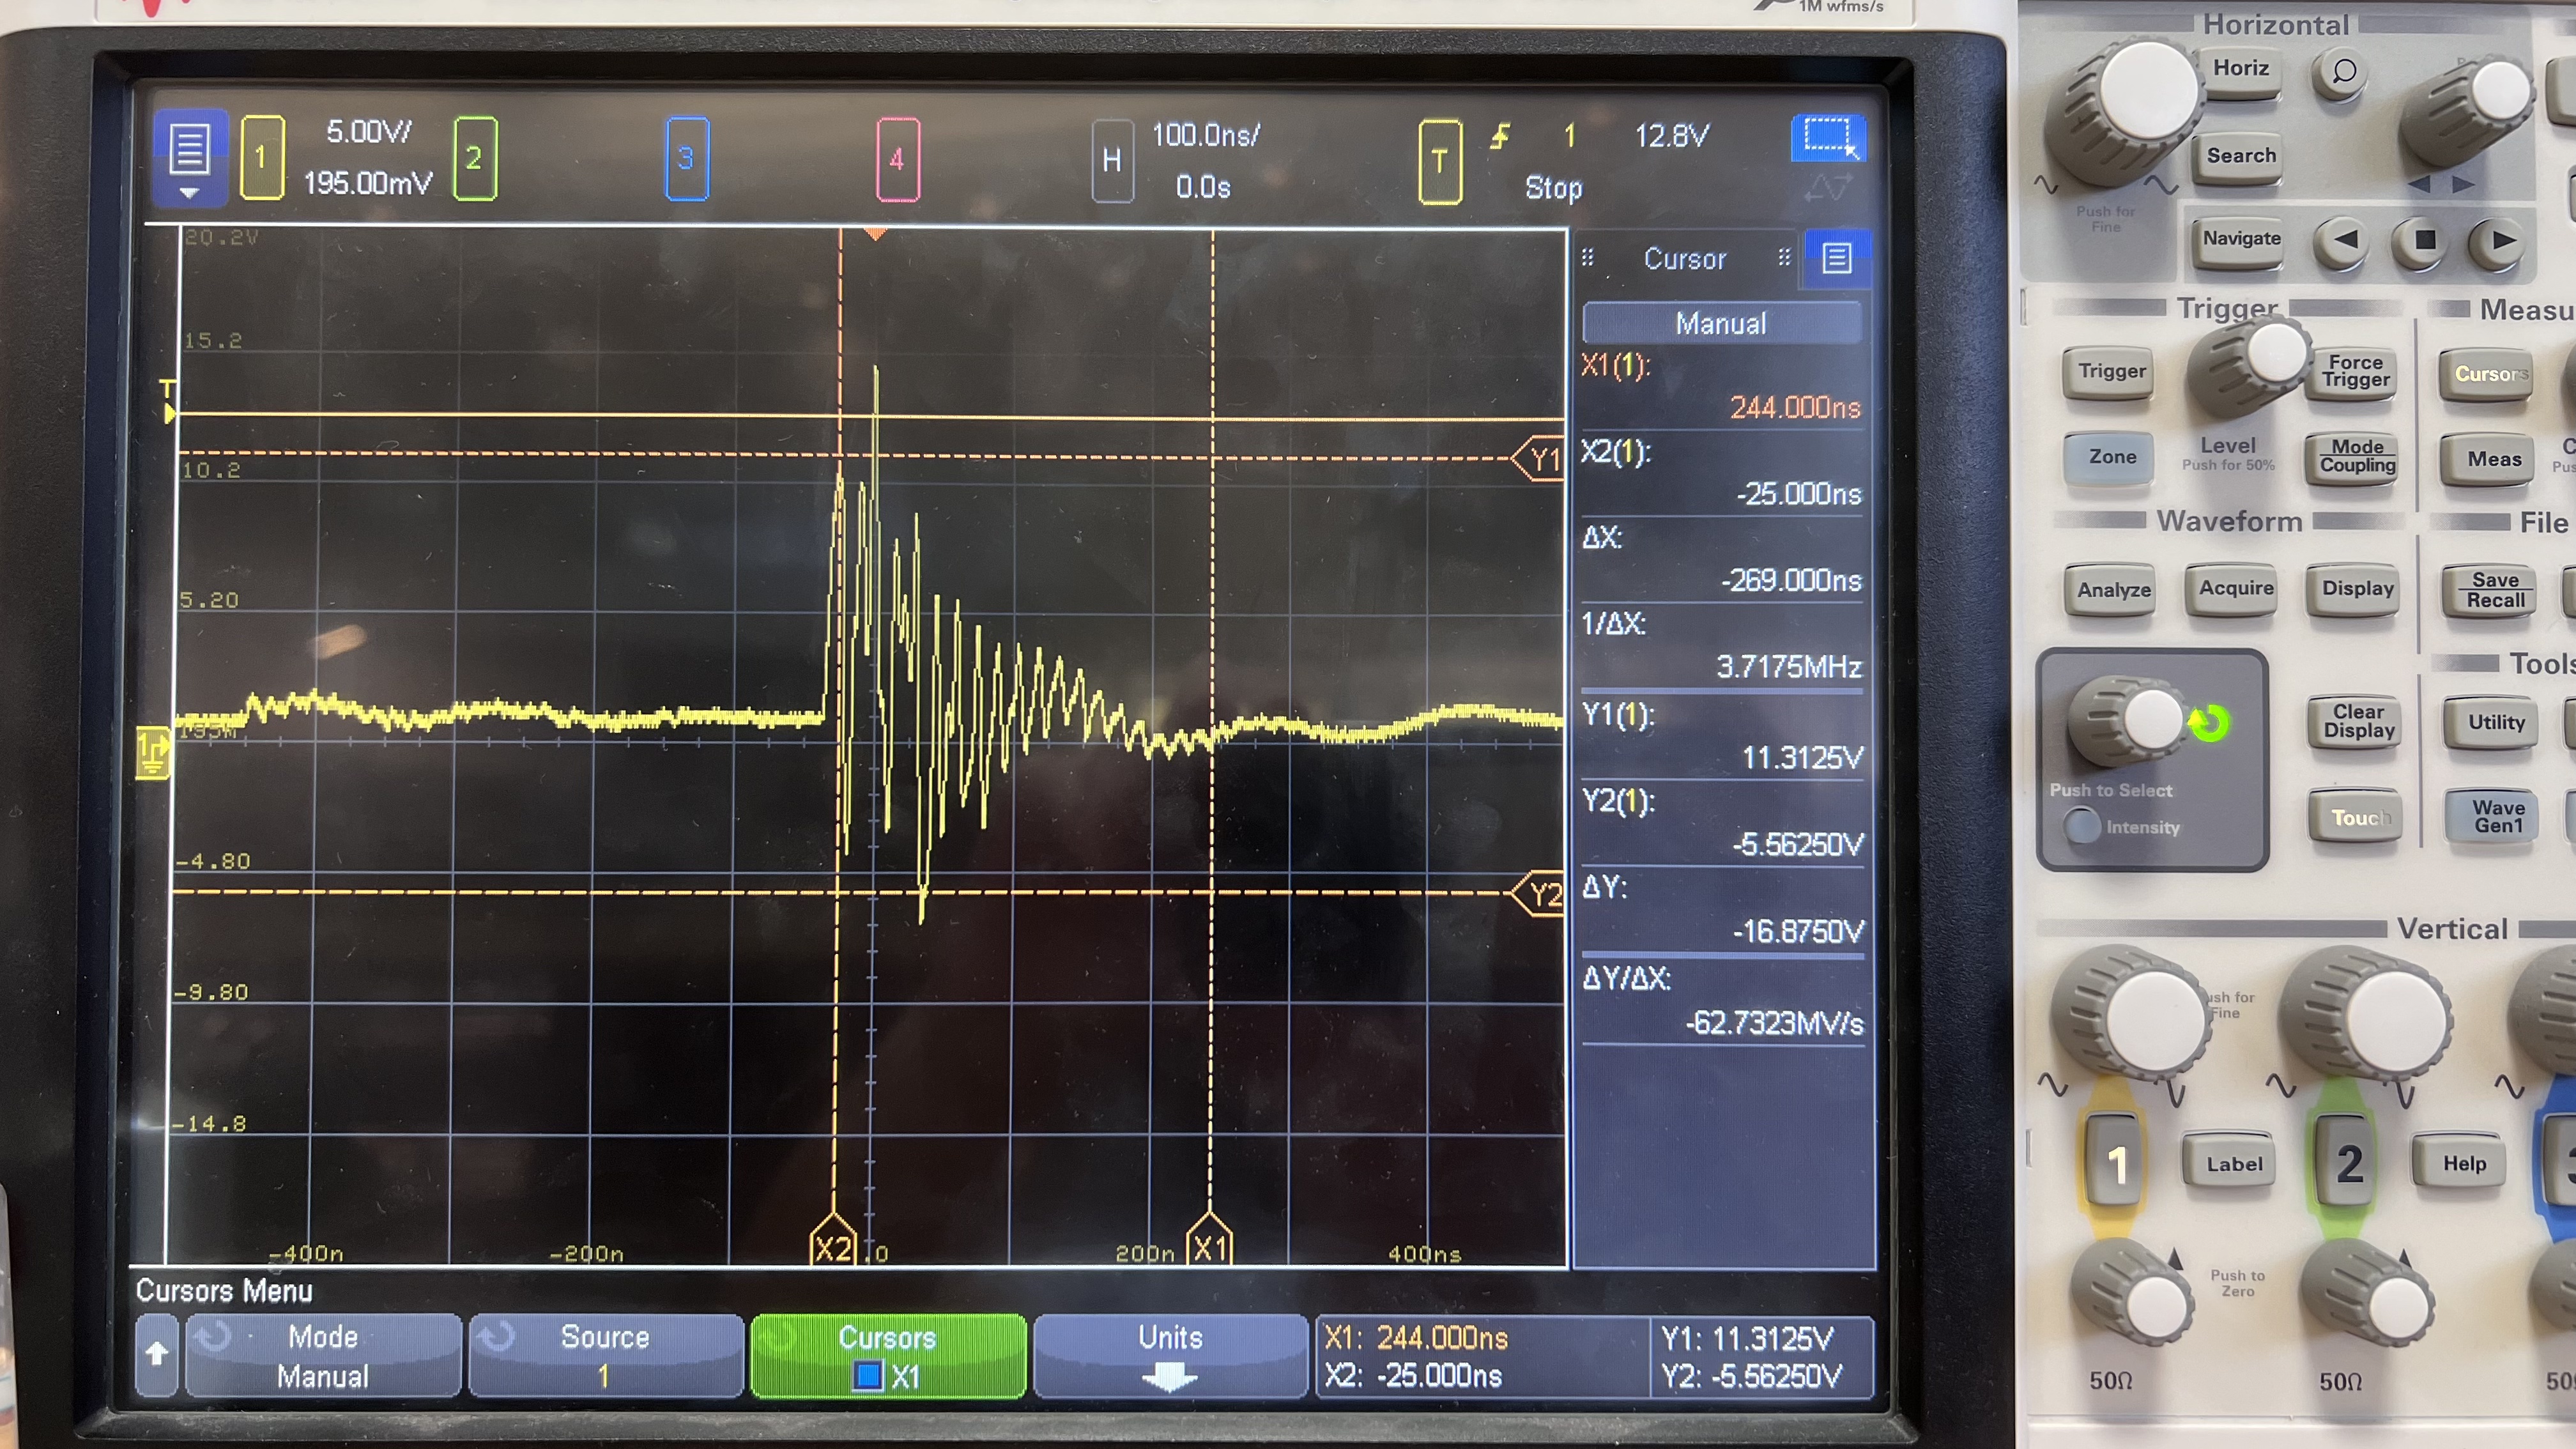 1M wfms/s
1 5.00V/ 2 3 4 H 100.0ns/ T 1 12.8V
195.00mV 0.0s Stop
20.2V
15.2
T
10.2
5.20
195m
-4.80
-9.80
-14.8
-400n -200n .0 200n 400ns
Y1
Y2
X2 X1
Cursor
Manual
X1(1):
244.000ns
X2(1):
-25.000ns
ΔX:
-269.000ns
1/ΔX:
3.7175MHz
Y1(1):
11.3125V
Y2(1):
-5.56250V
ΔY:
-16.8750V
ΔY/ΔX:
-62.7323MV/s
Cursors Menu
Mode
Manual
Source
1
Cursors
X1
Units
X1: 244.000ns
X2: -25.000ns
Y1: 11.3125V
Y2: -5.56250V
Horizontal
Horiz
Search
Push for
Fine
Navigate
Trigger
Trigger
Force
Trigger
Zone
Level
Push for 50%
Mode
Coupling
Cursors
Meas
Waveform
File
Analyze
Acquire
Display
Save
Recall
Tools
Push to Select
Intensity
Clear
Display
Utility
Touch
Wave
Gen1
Vertical
Fine
1 Label 2 Help
Push to
Zero
50Ω 50Ω